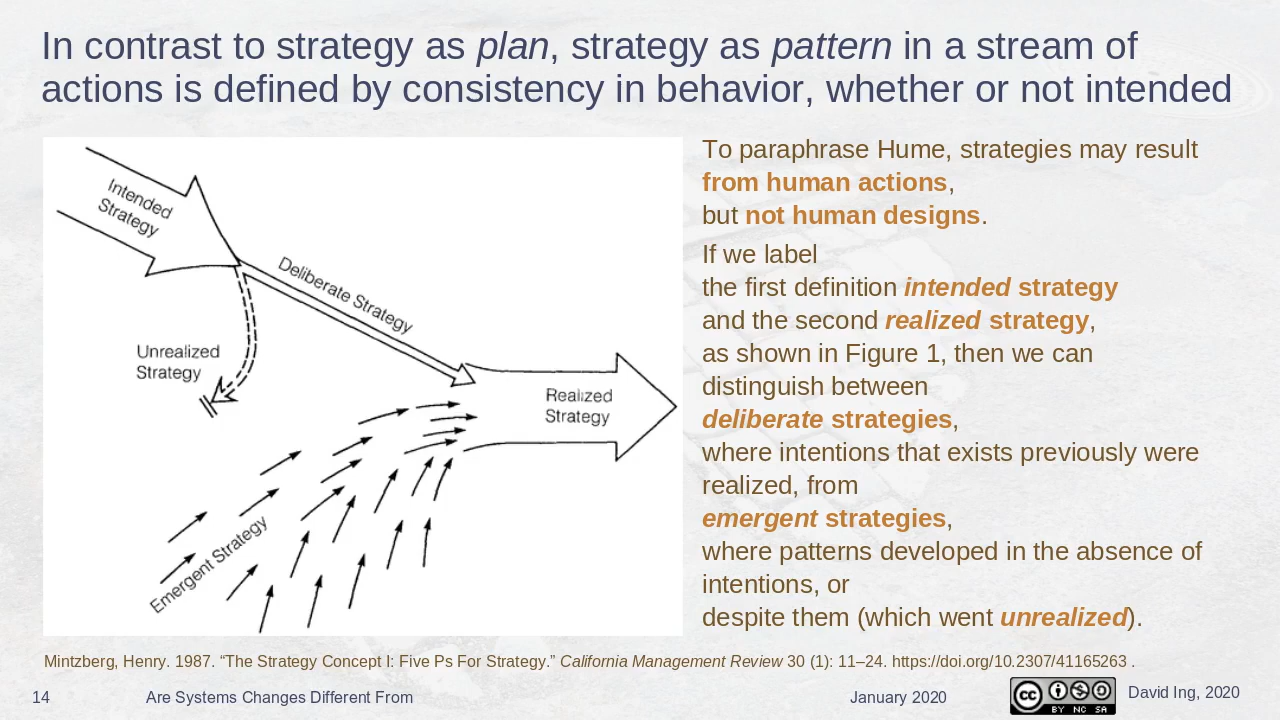 In contrast to strategy as plan, strategy as pattern in a stream of
actions is defined by consistency in behavior, whether or not intended
Intended
Strategy
Deliberate Strategy
Unrealized
Strategy
Realized
Strategy
Emergent Strategy
To paraphrase Hume, strategies may result
from human actions,
but not human designs.
If we label
the first definition intended strategy
and the second realized strategy,
as shown in Figure 1, then we can
distinguish between
deliberate strategies,
where intentions that exists previously were
realized, from
emergent strategies,
where patterns developed in the absence of
intentions, or
despite them (which went unrealized).
Mintzberg, Henry. 1987. “The Strategy Concept I: Five Ps For Strategy.” California Management Review 30 (1): 11–24. https://doi.org/10.2307/41165263 .
14
Are Systems Changes Different From
January 2020
cc
BY NC SA
David Ing, 2020